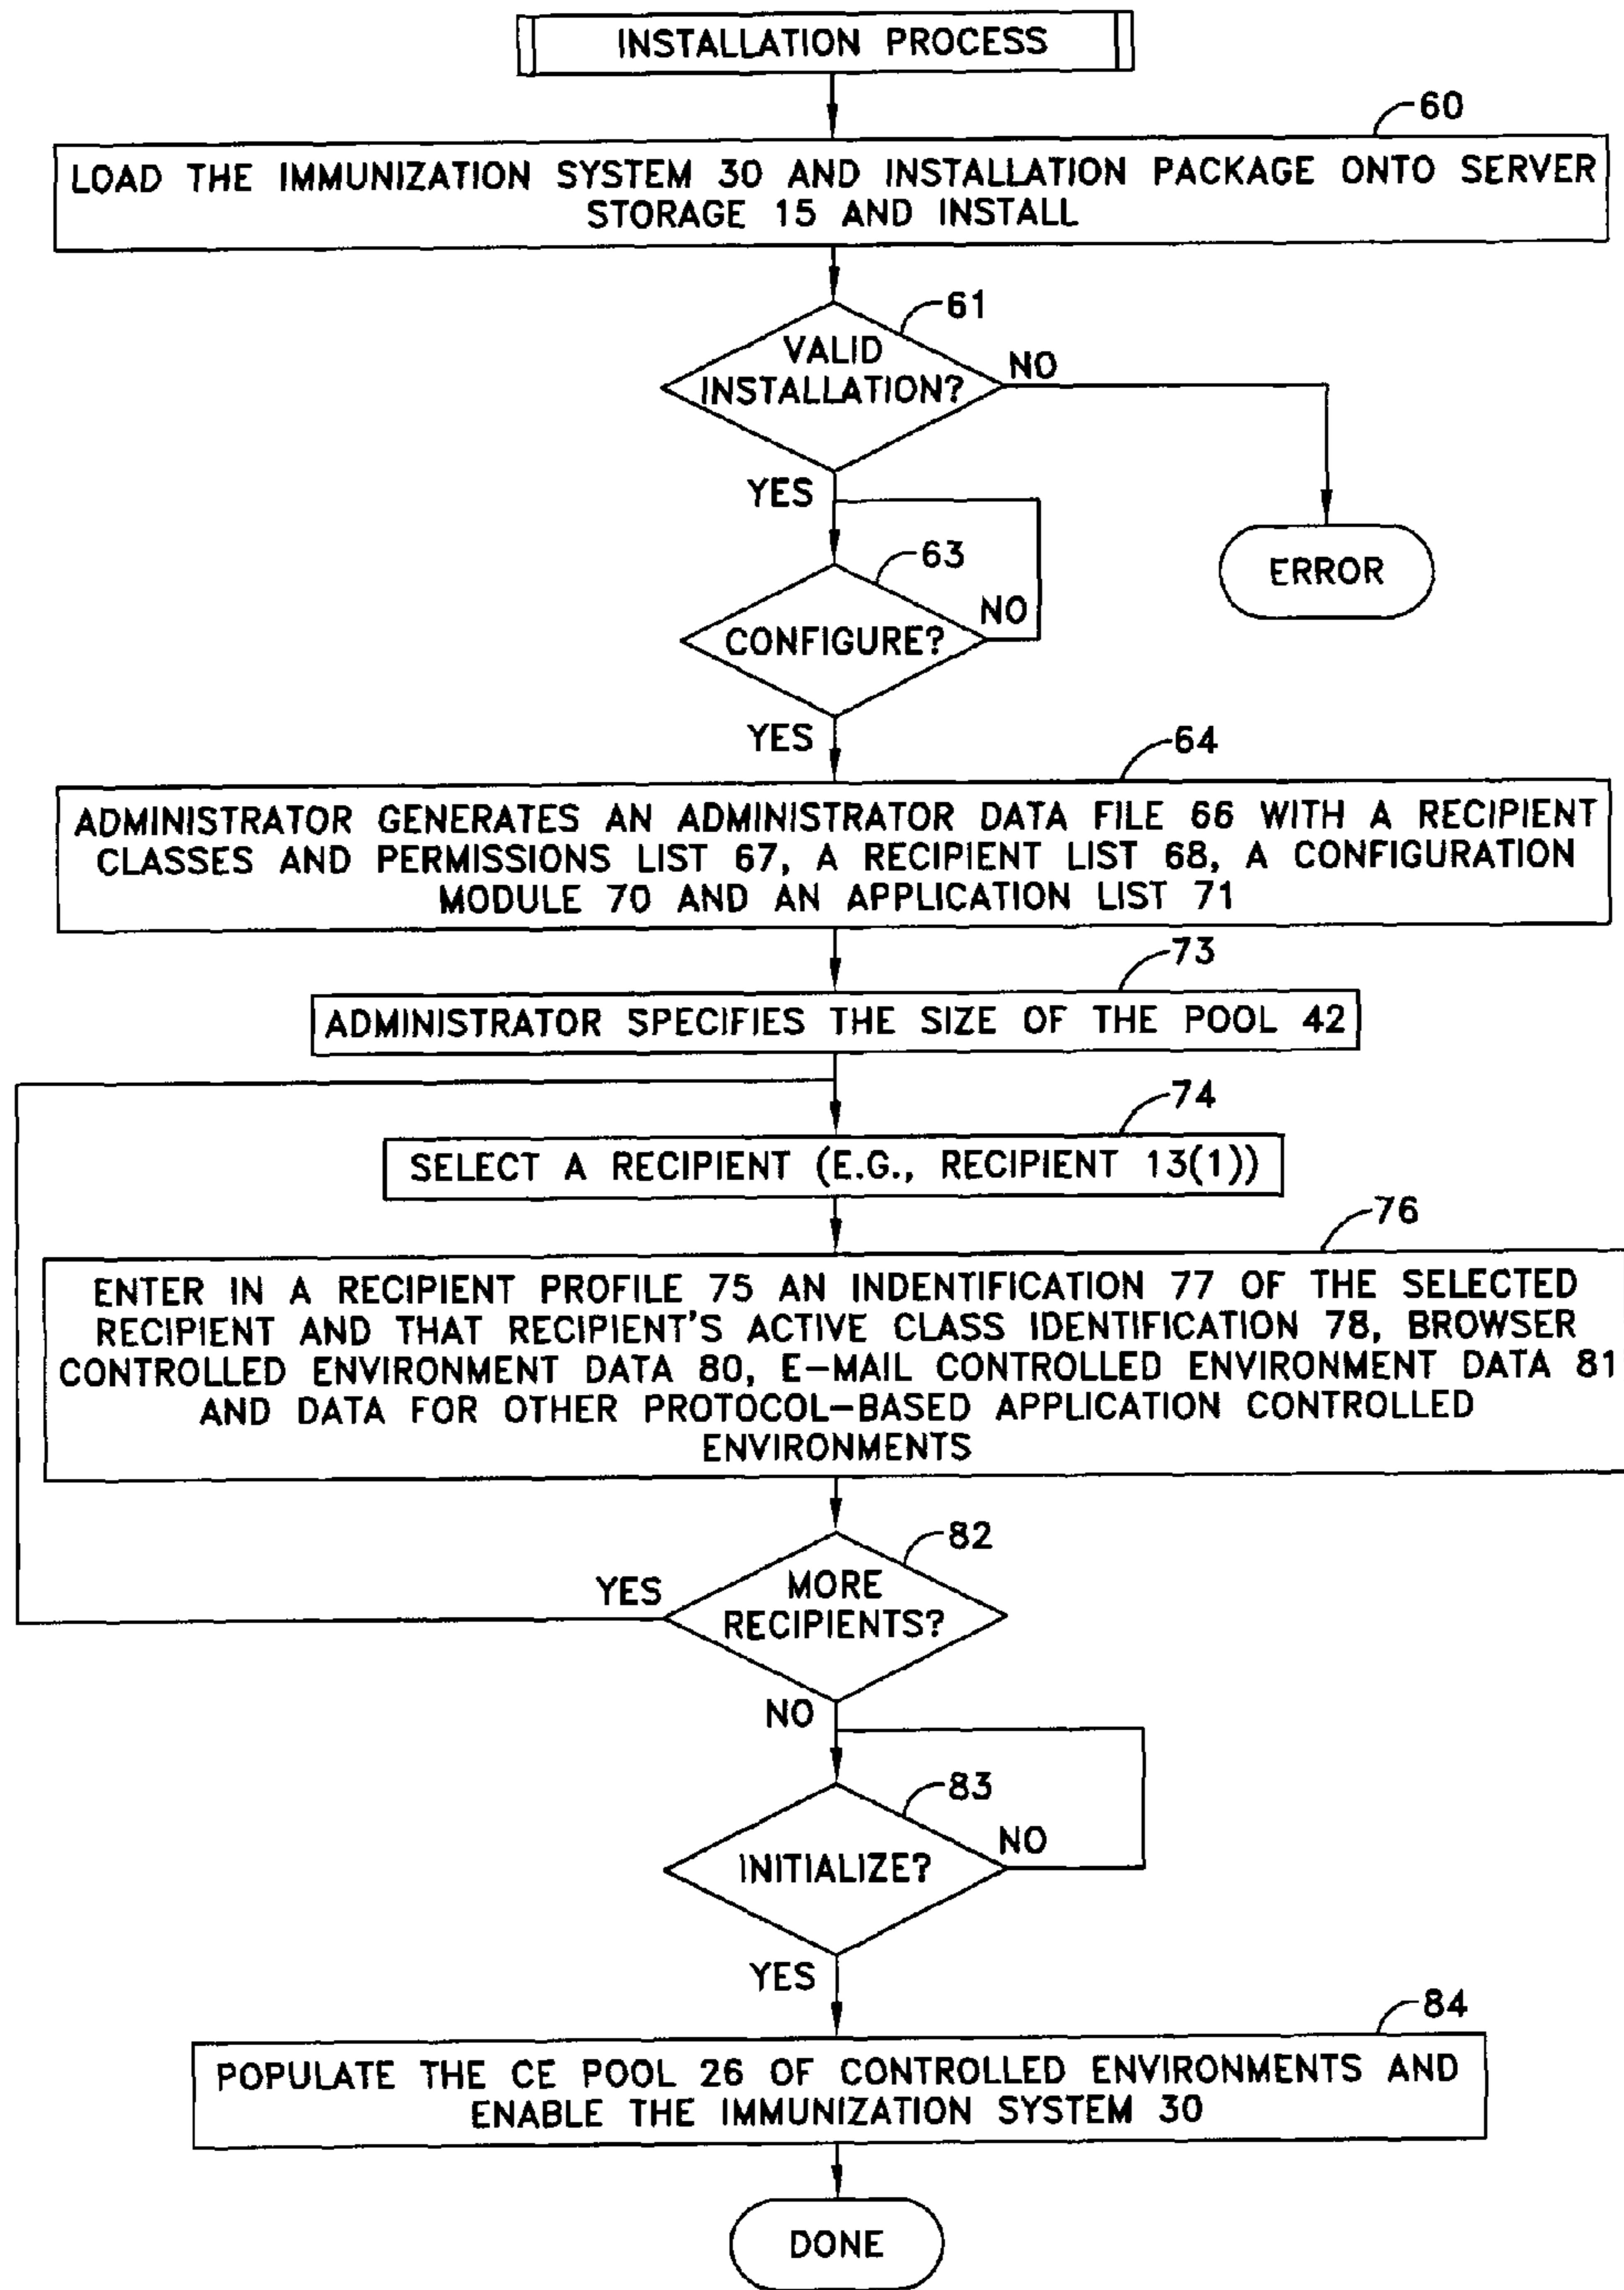 INSTALLATION PROCESS
60
LOAD THE IMMUNIZATION SYSTEM 30 AND INSTALLATION PACKAGE ONTO SERVER
STORAGE 15 AND INSTALL
61
VALID
INSTALLATION?
NO
YES
ERROR
63
CONFIGURE?
NO
YES
64
ADMINISTRATOR GENERATES AN ADMINISTRATOR DATA FILE 66 WITH A RECIPIENT
CLASSES AND PERMISSIONS LIST 67, A RECIPIENT LIST 68, A CONFIGURATION
MODULE 70 AND AN APPLICATION LIST 71
73
ADMINISTRATOR SPECIFIES THE SIZE OF THE POOL 42
74
SELECT A RECIPIENT (E.G., RECIPIENT 13(1))
76
ENTER IN A RECIPIENT PROFILE 75 AN INDENTIFICATION 77 OF THE SELECTED
RECIPIENT AND THAT RECIPIENT'S ACTIVE CLASS IDENTIFICATION 78, BROWSER
CONTROLLED ENVIRONMENT DATA 80, E-MAIL CONTROLLED ENVIRONMENT DATA 81
AND DATA FOR OTHER PROTOCOL-BASED APPLICATION CONTROLLED
ENVIRONMENTS
82
YES
MORE
RECIPIENTS?
NO
83
INITIALIZE?
NO
YES
84
POPULATE THE CE POOL 26 OF CONTROLLED ENVIRONMENTS AND
ENABLE THE IMMUNIZATION SYSTEM 30
DONE